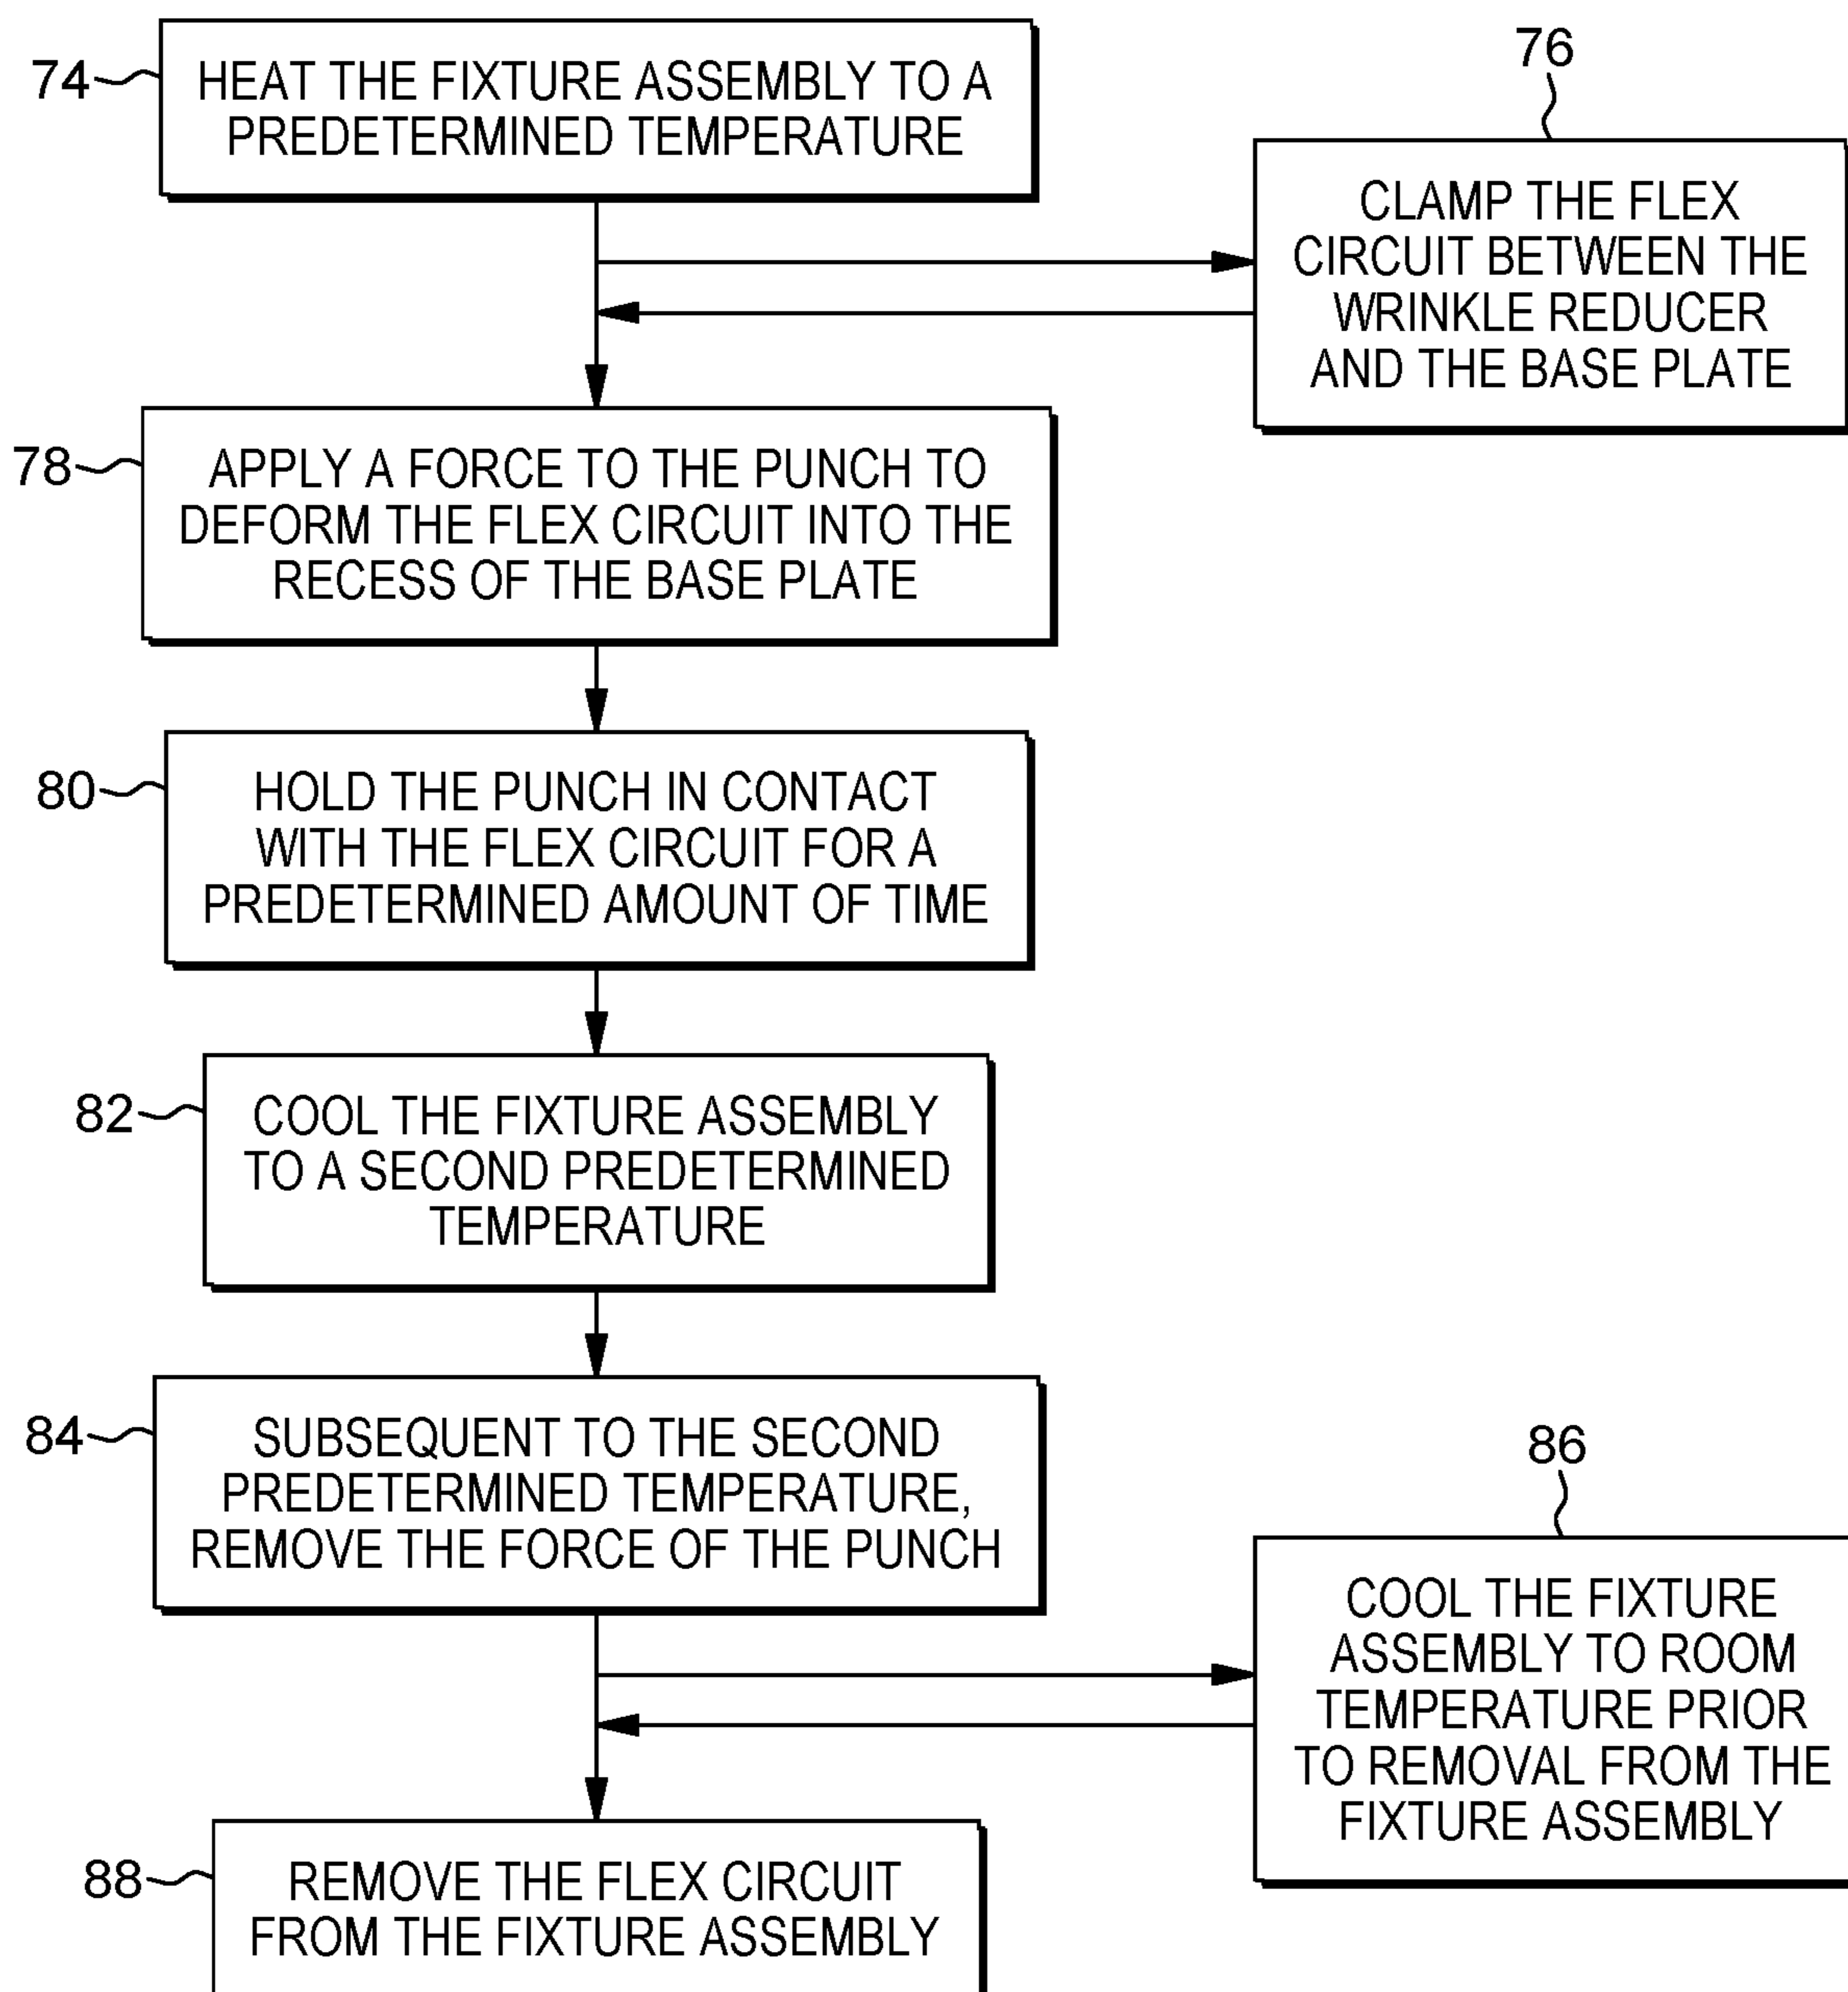 74
HEAT THE FIXTURE ASSEMBLY TO A
PREDETERMINED TEMPERATURE
76
CLAMP THE FLEX
CIRCUIT BETWEEN THE
WRINKLE REDUCER
AND THE BASE PLATE
78
APPLY A FORCE TO THE PUNCH TO
DEFORM THE FLEX CIRCUIT INTO THE
RECESS OF THE BASE PLATE
80
HOLD THE PUNCH IN CONTACT
WITH THE FLEX CIRCUIT FOR A
PREDETERMINED AMOUNT OF TIME
82
COOL THE FIXTURE ASSEMBLY
TO A SECOND PREDETERMINED
TEMPERATURE
84
SUBSEQUENT TO THE SECOND
PREDETERMINED TEMPERATURE,
REMOVE THE FORCE OF THE PUNCH
86
COOL THE FIXTURE
ASSEMBLY TO ROOM
TEMPERATURE PRIOR
TO REMOVAL FROM THE
FIXTURE ASSEMBLY
88
REMOVE THE FLEX CIRCUIT
FROM THE FIXTURE ASSEMBLY